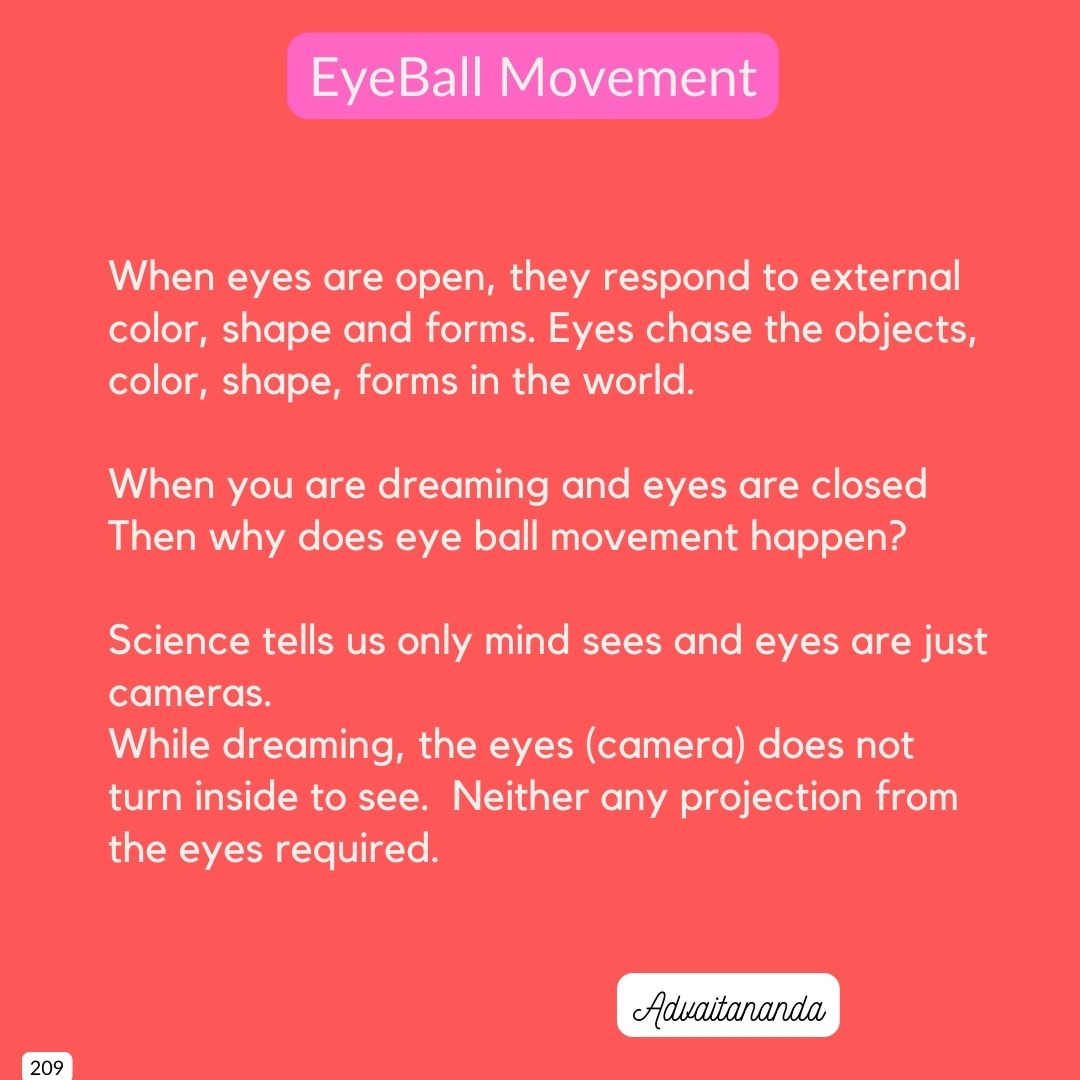 EyeBall Movement
When eyes are open, they respond to external
color, shape and forms. Eyes chase the objects,
color, shape, forms in the world.
When you are dreaming and eyes are closed
Then why does eye ball movement happen?
Science tells us only mind sees and eyes are just
cameras.
While dreaming, the eyes (camera) does not
turn inside to see.  Neither any projection from
the eyes required.
Advaitananda
209